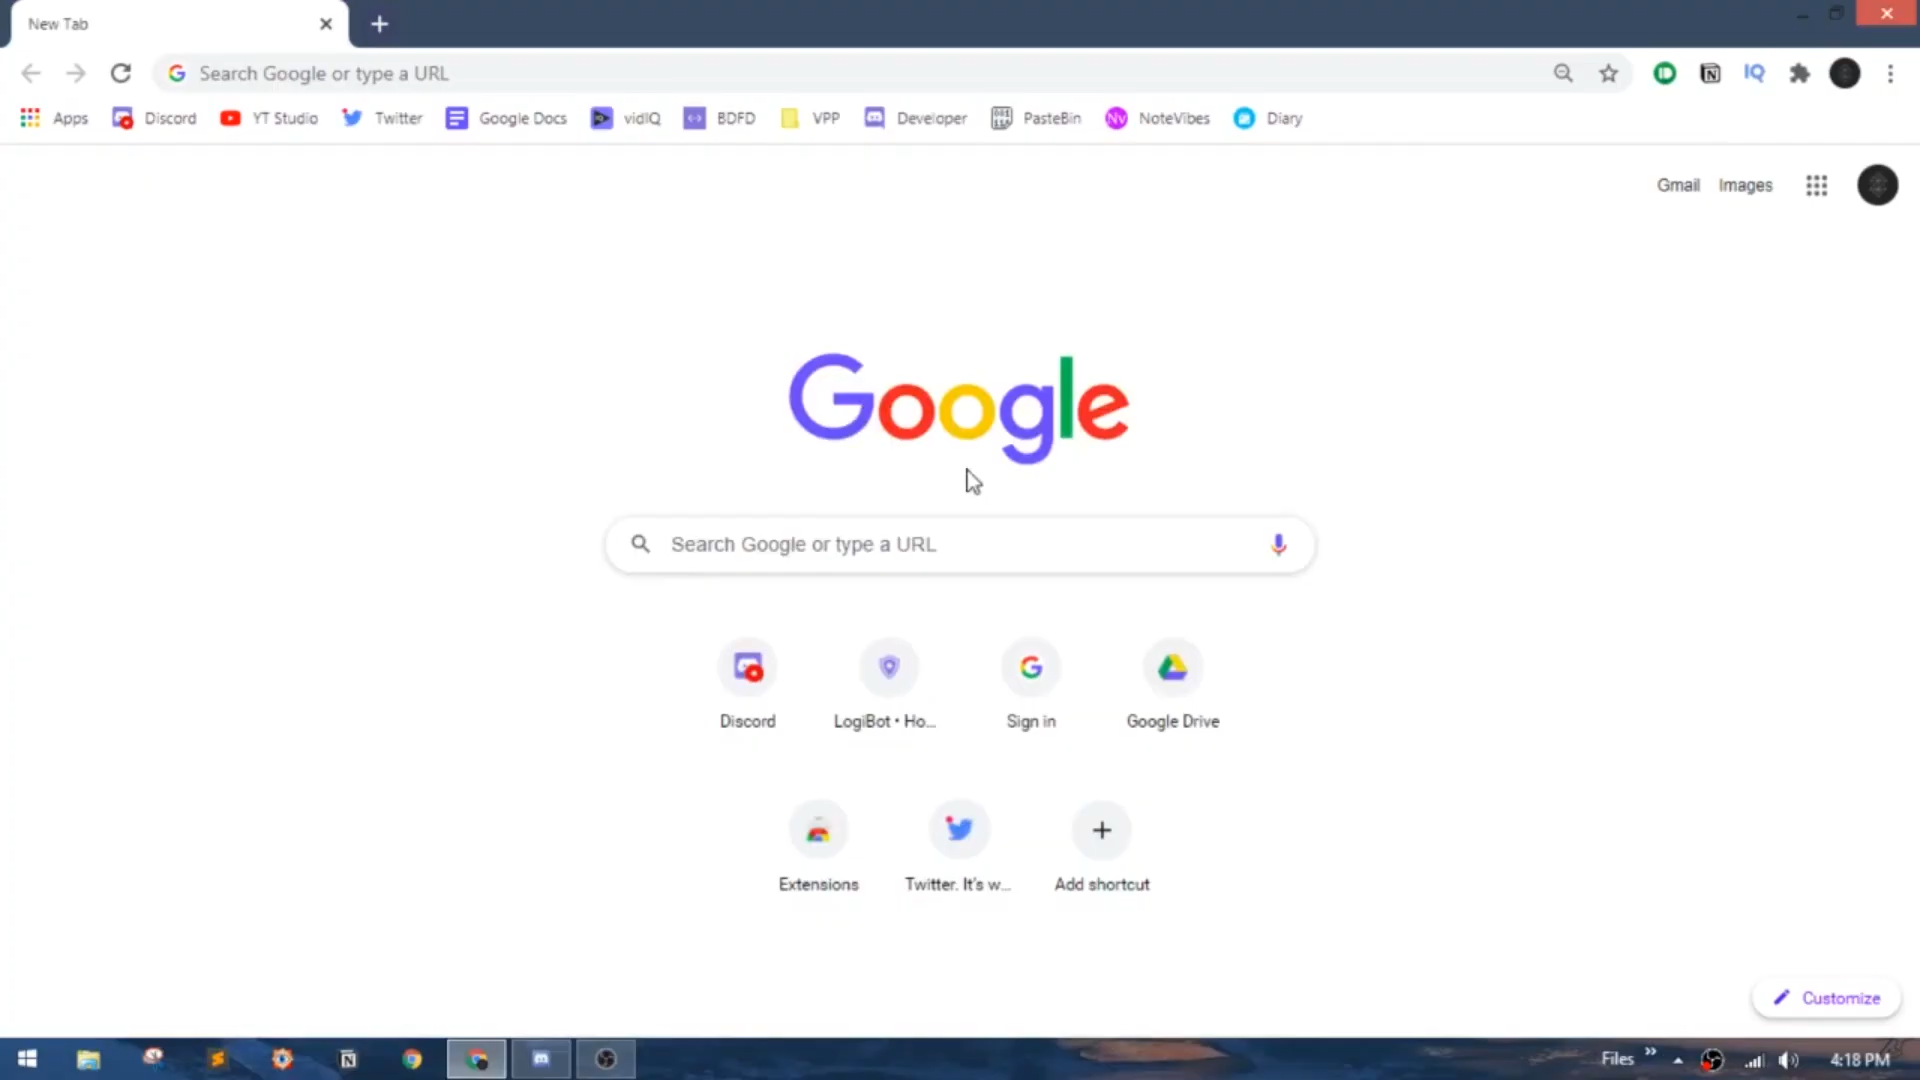 New Tab
Search Google or type a URL
IQ
Apps Discord YT Studio Twitter Google Docs vidIQ BDFD VPP Developer PasteBin NoteVibes Diary
Gmail Images
Google
Search Google or type a URL
Discord LogiBot • Ho... Sign in Google Drive
Extensions Twitter. It's w... Add shortcut
Customize
Files » 4:18 PM